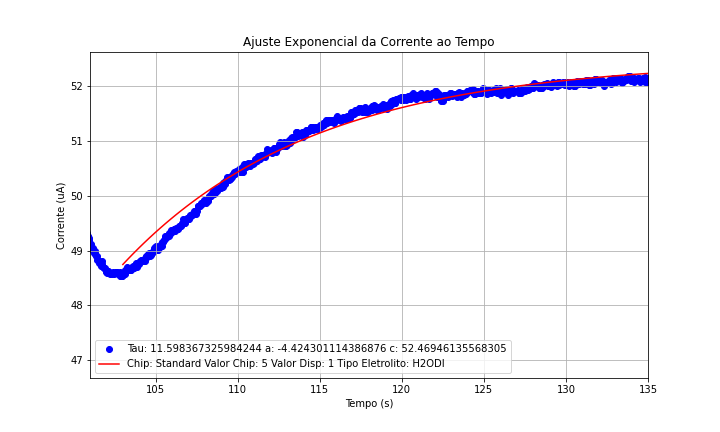 Ajuste Exponencial da Corrente ao Tempo
Corrente (uA)
52
51
50
49
48
47
Tau: 11.598367325984244 a: -4.424301114386876 c: 52.46946135568305
Chip: Standard Valor Chip: 5 Valor Disp: 1 Tipo Eletrolito: H2ODI
105 110 115 120 125 130 135
Tempo (s)